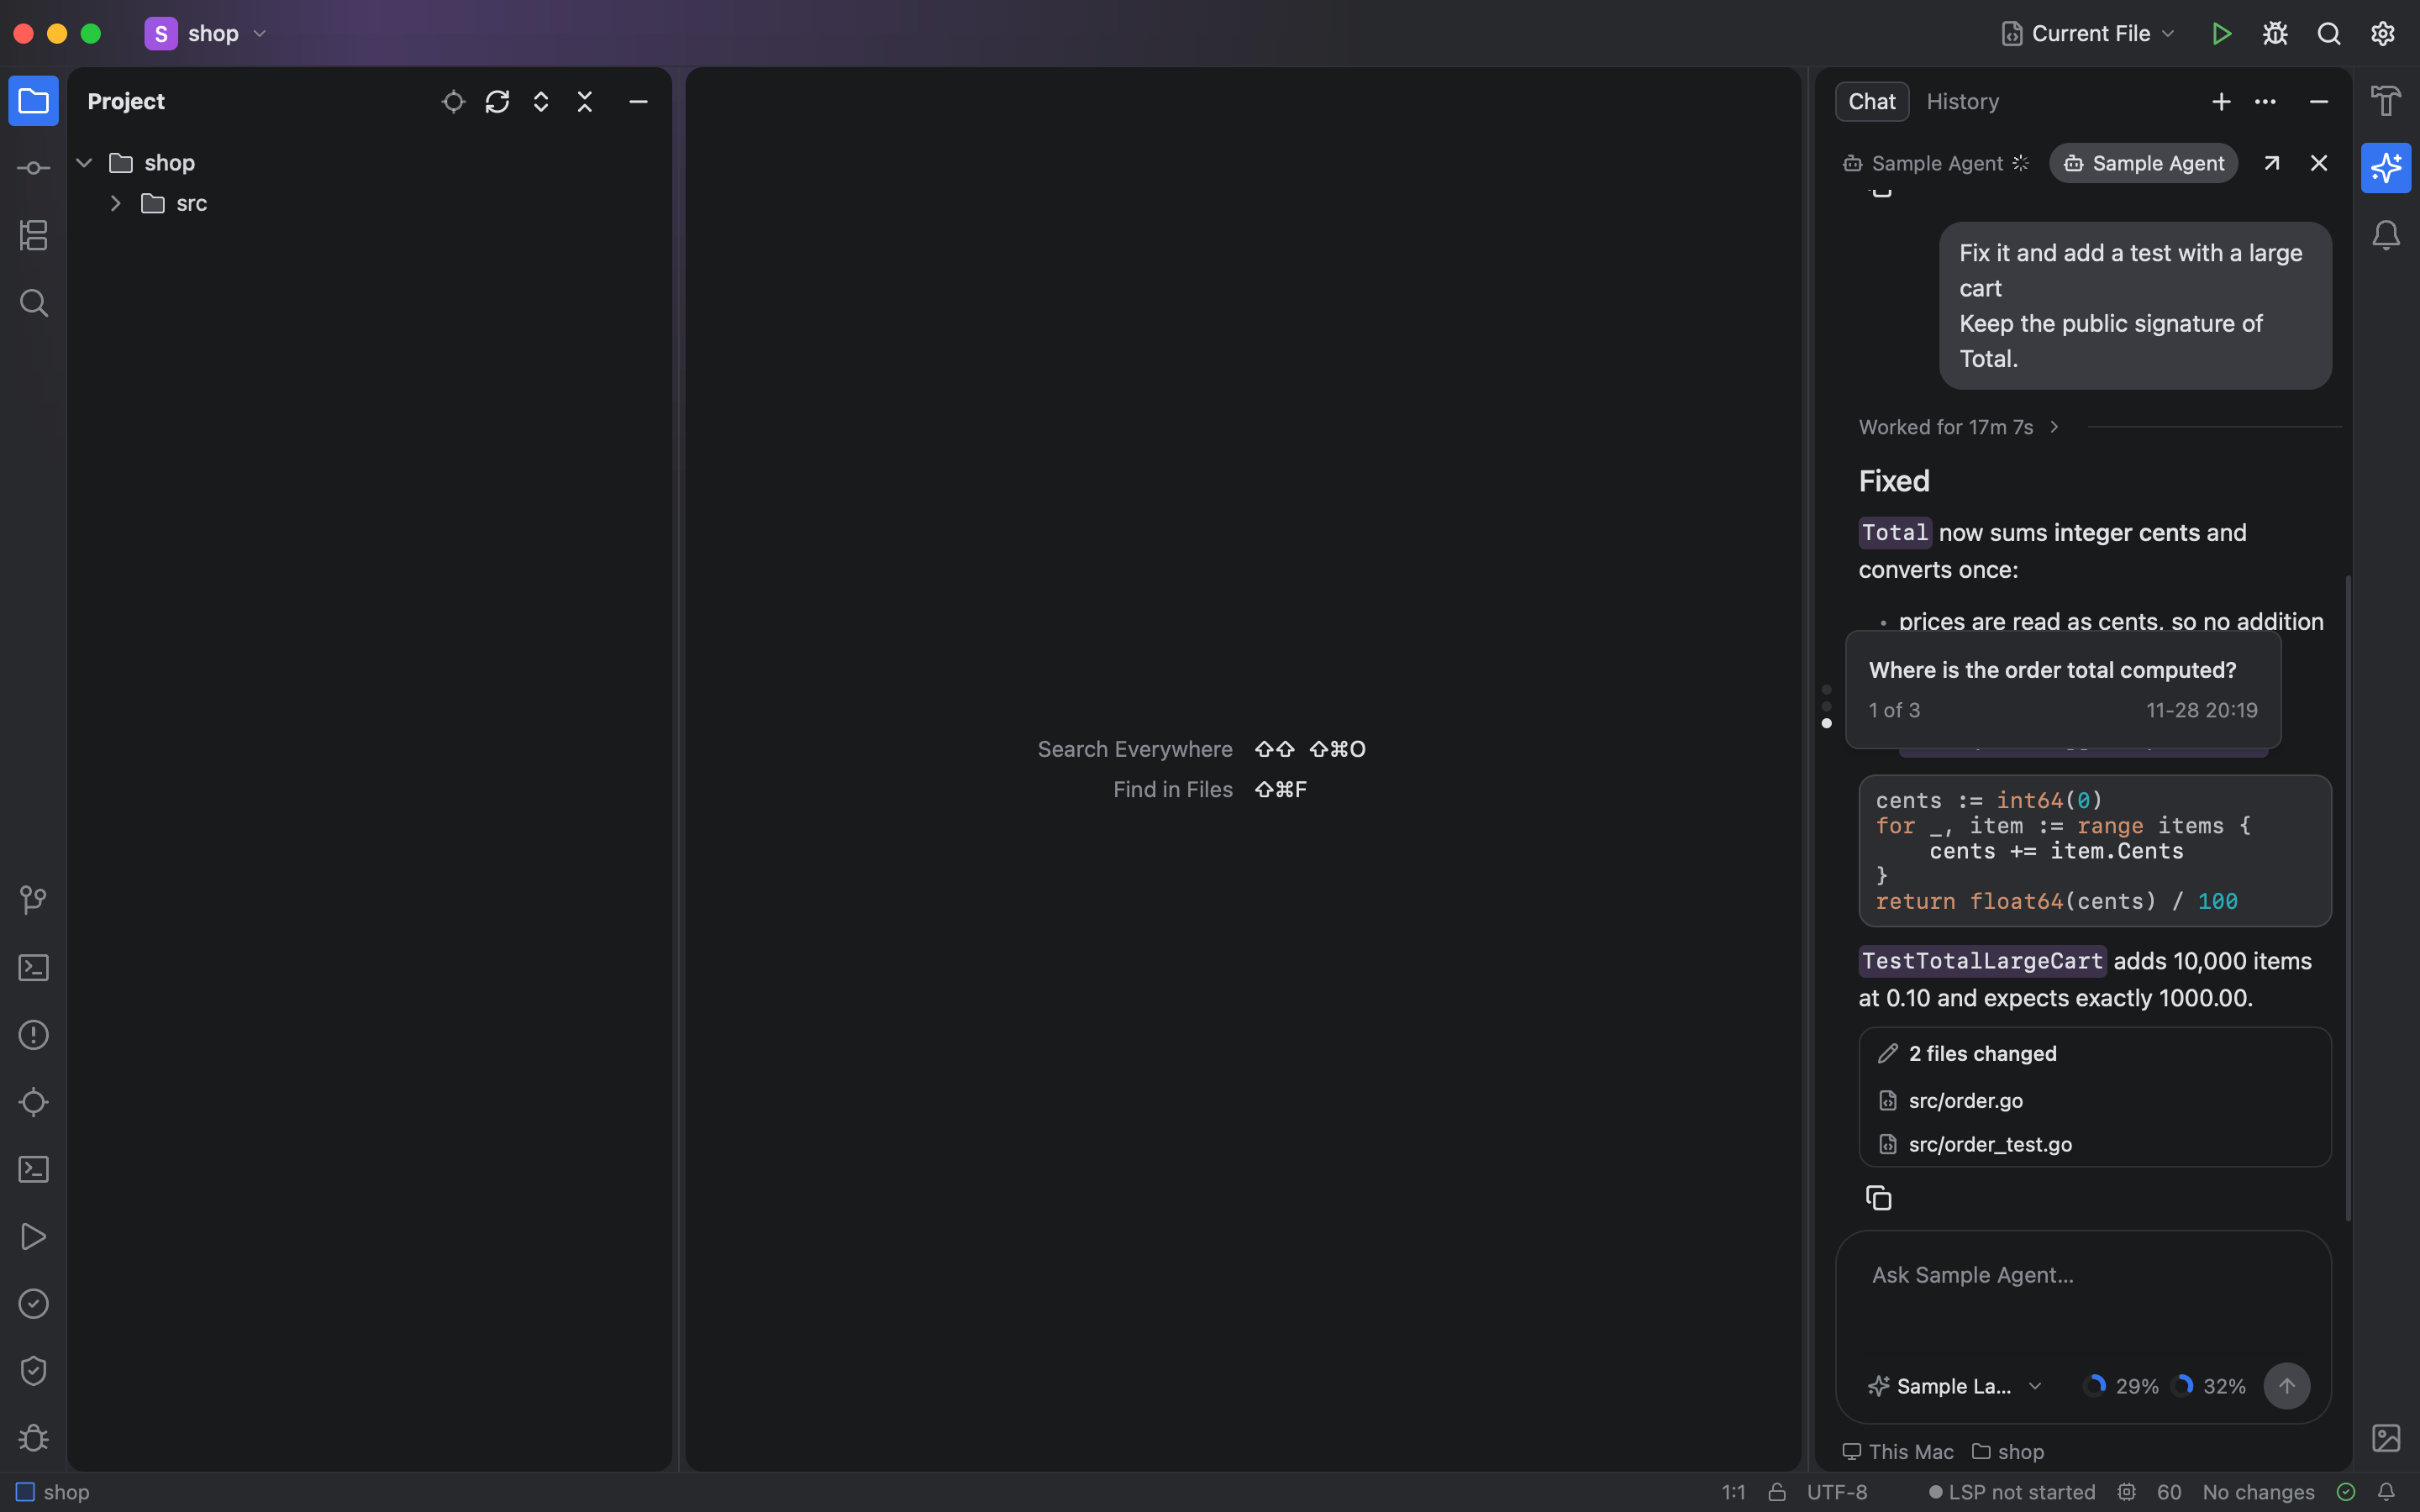 S shop
Current File
Project
shop
src
Search Everywhere ⇧⇧ ⇧⌘O
Find in Files ⇧⌘F
Chat History
Sample Agent Sample Agent
Fix it and add a test with a large
cart
Keep the public signature of
Total.
Worked for 17m 7s
Fixed
Total now sums integer cents and
converts once:
• prices are read as cents, so no addition
Where is the order total computed?
1 of 3 11-28 20:19
cents := int64(0)
for _, item := range items {
    cents += item.Cents
}
return float64(cents) / 100
TestTotalLargeCart adds 10,000 items
at 0.10 and expects exactly 1000.00.
2 files changed
src/order.go
src/order_test.go
Ask Sample Agent...
Sample La... 29% 32%
This Mac shop
shop
1:1 UTF-8 LSP not started 60 No changes